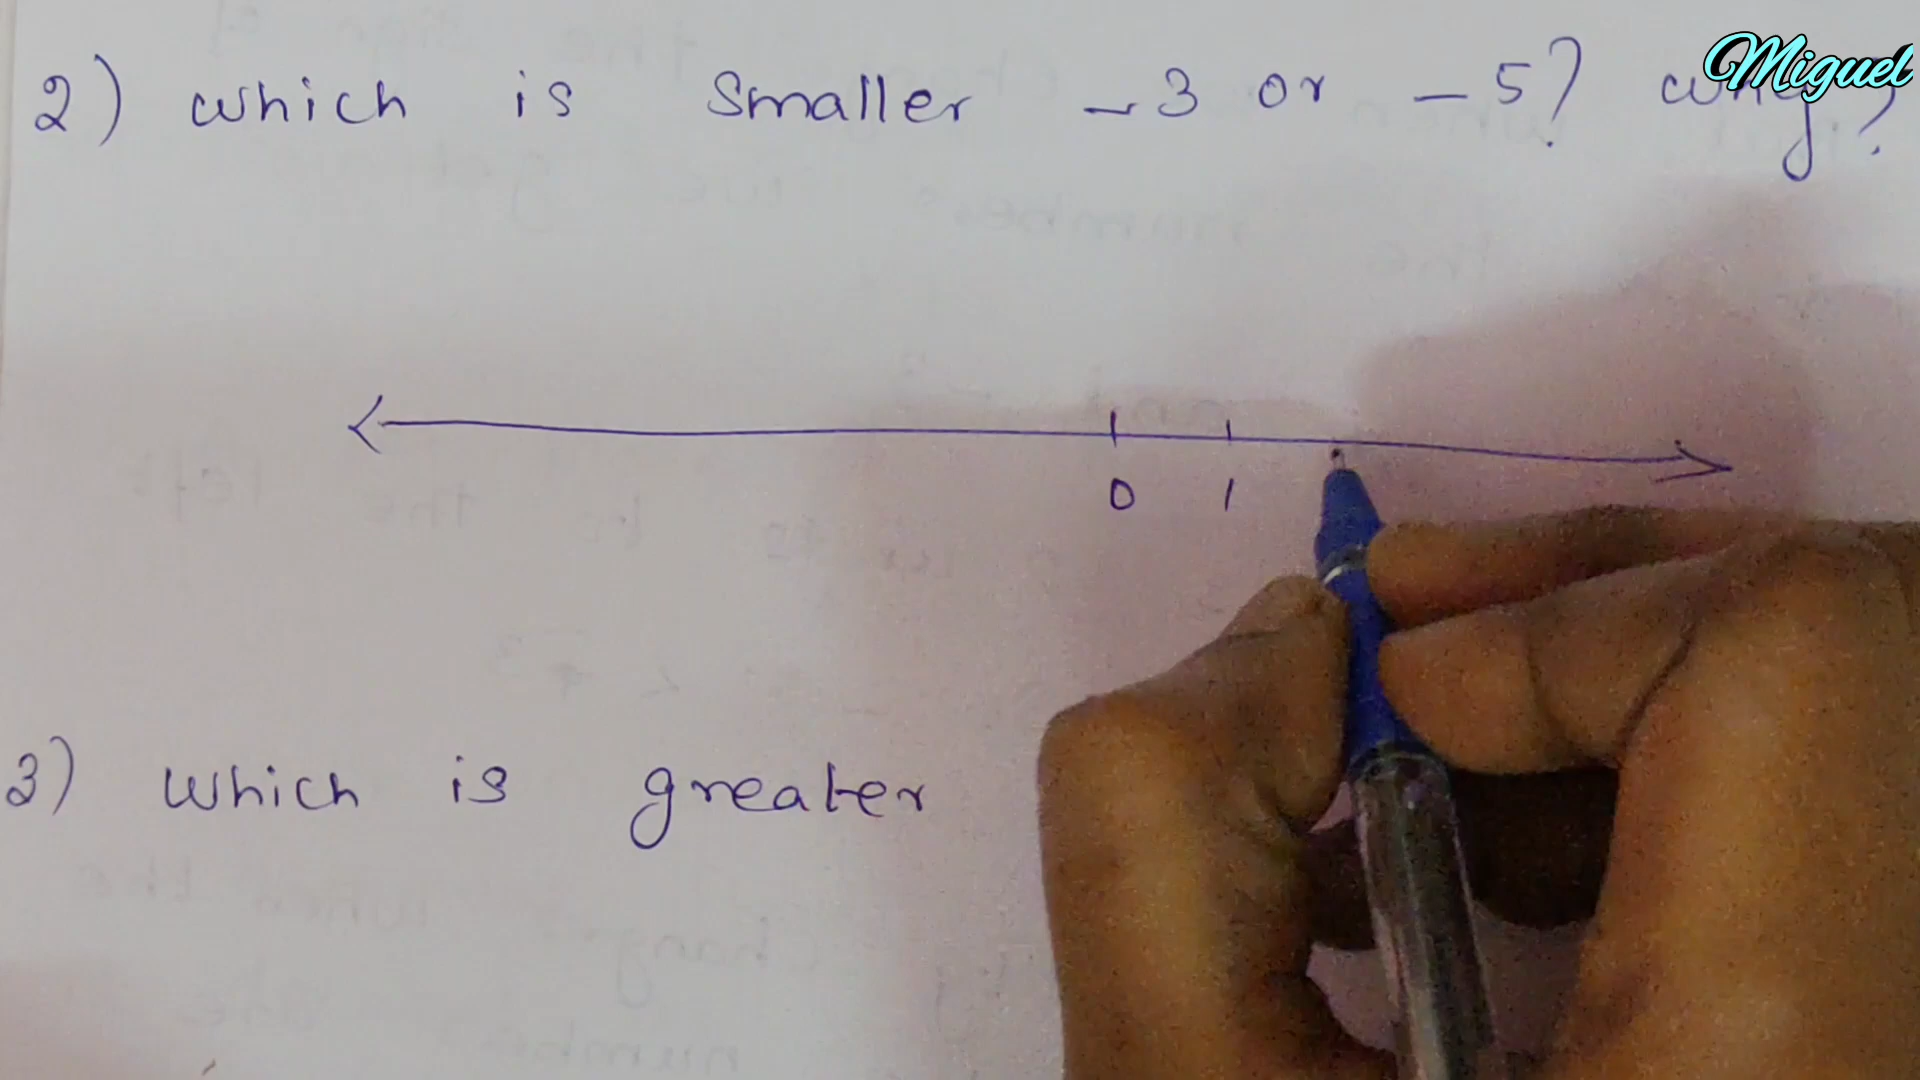 2) which is smaller -3 or -5? why?
Miguel
0 1
3) which is greater